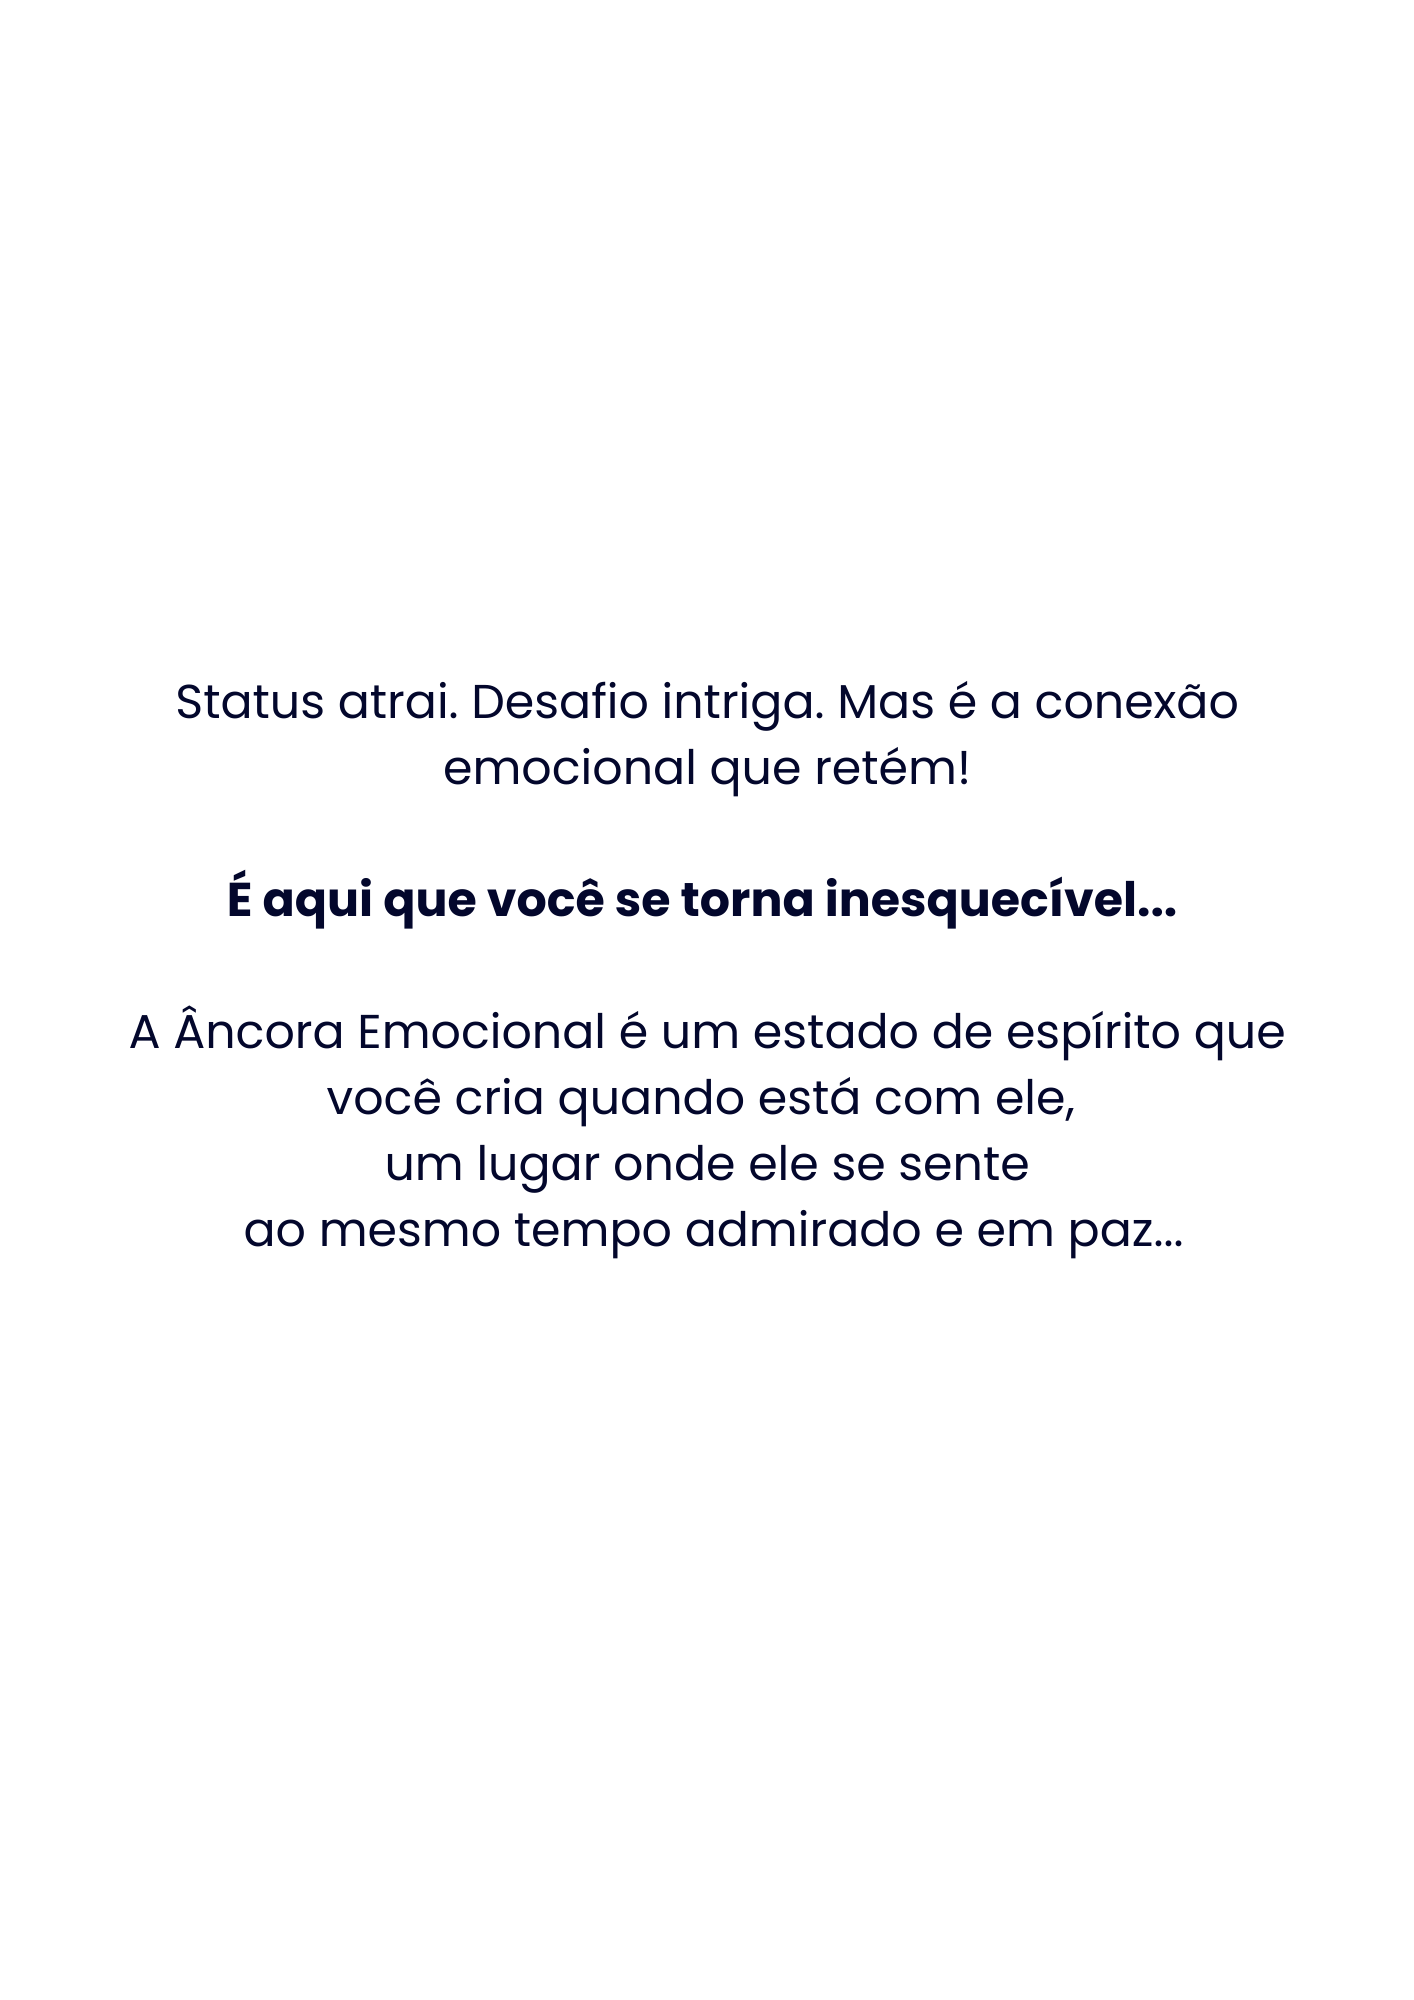 Status atrai. Desafio intriga. Mas é a conexão
emocional que retém!
É aqui que você se torna inesquecível...
A Âncora Emocional é um estado de espírito que
você cria quando está com ele,
um lugar onde ele se sente
ao mesmo tempo admirado e em paz...